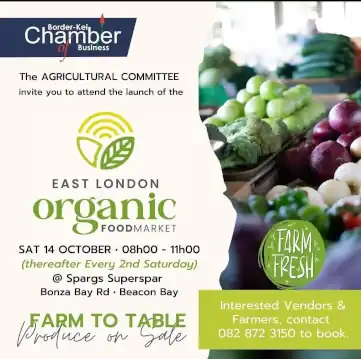 Border-Kei
Chamber
of Business
The AGRICULTURAL COMMITTEE
invite you to attend the launch of the
EAST LONDON
organic
FOODMARKET
SAT 14 OCTOBER • 08h00 - 11h00
(thereafter Every 2nd Saturday)
@ Spargs Superspar
Bonza Bay Rd • Beacon Bay
FARM TO TABLE
Produce on Sale
FARM
FRESH
Interested Vendors &
Farmers, contact
082 872 3150 to book.